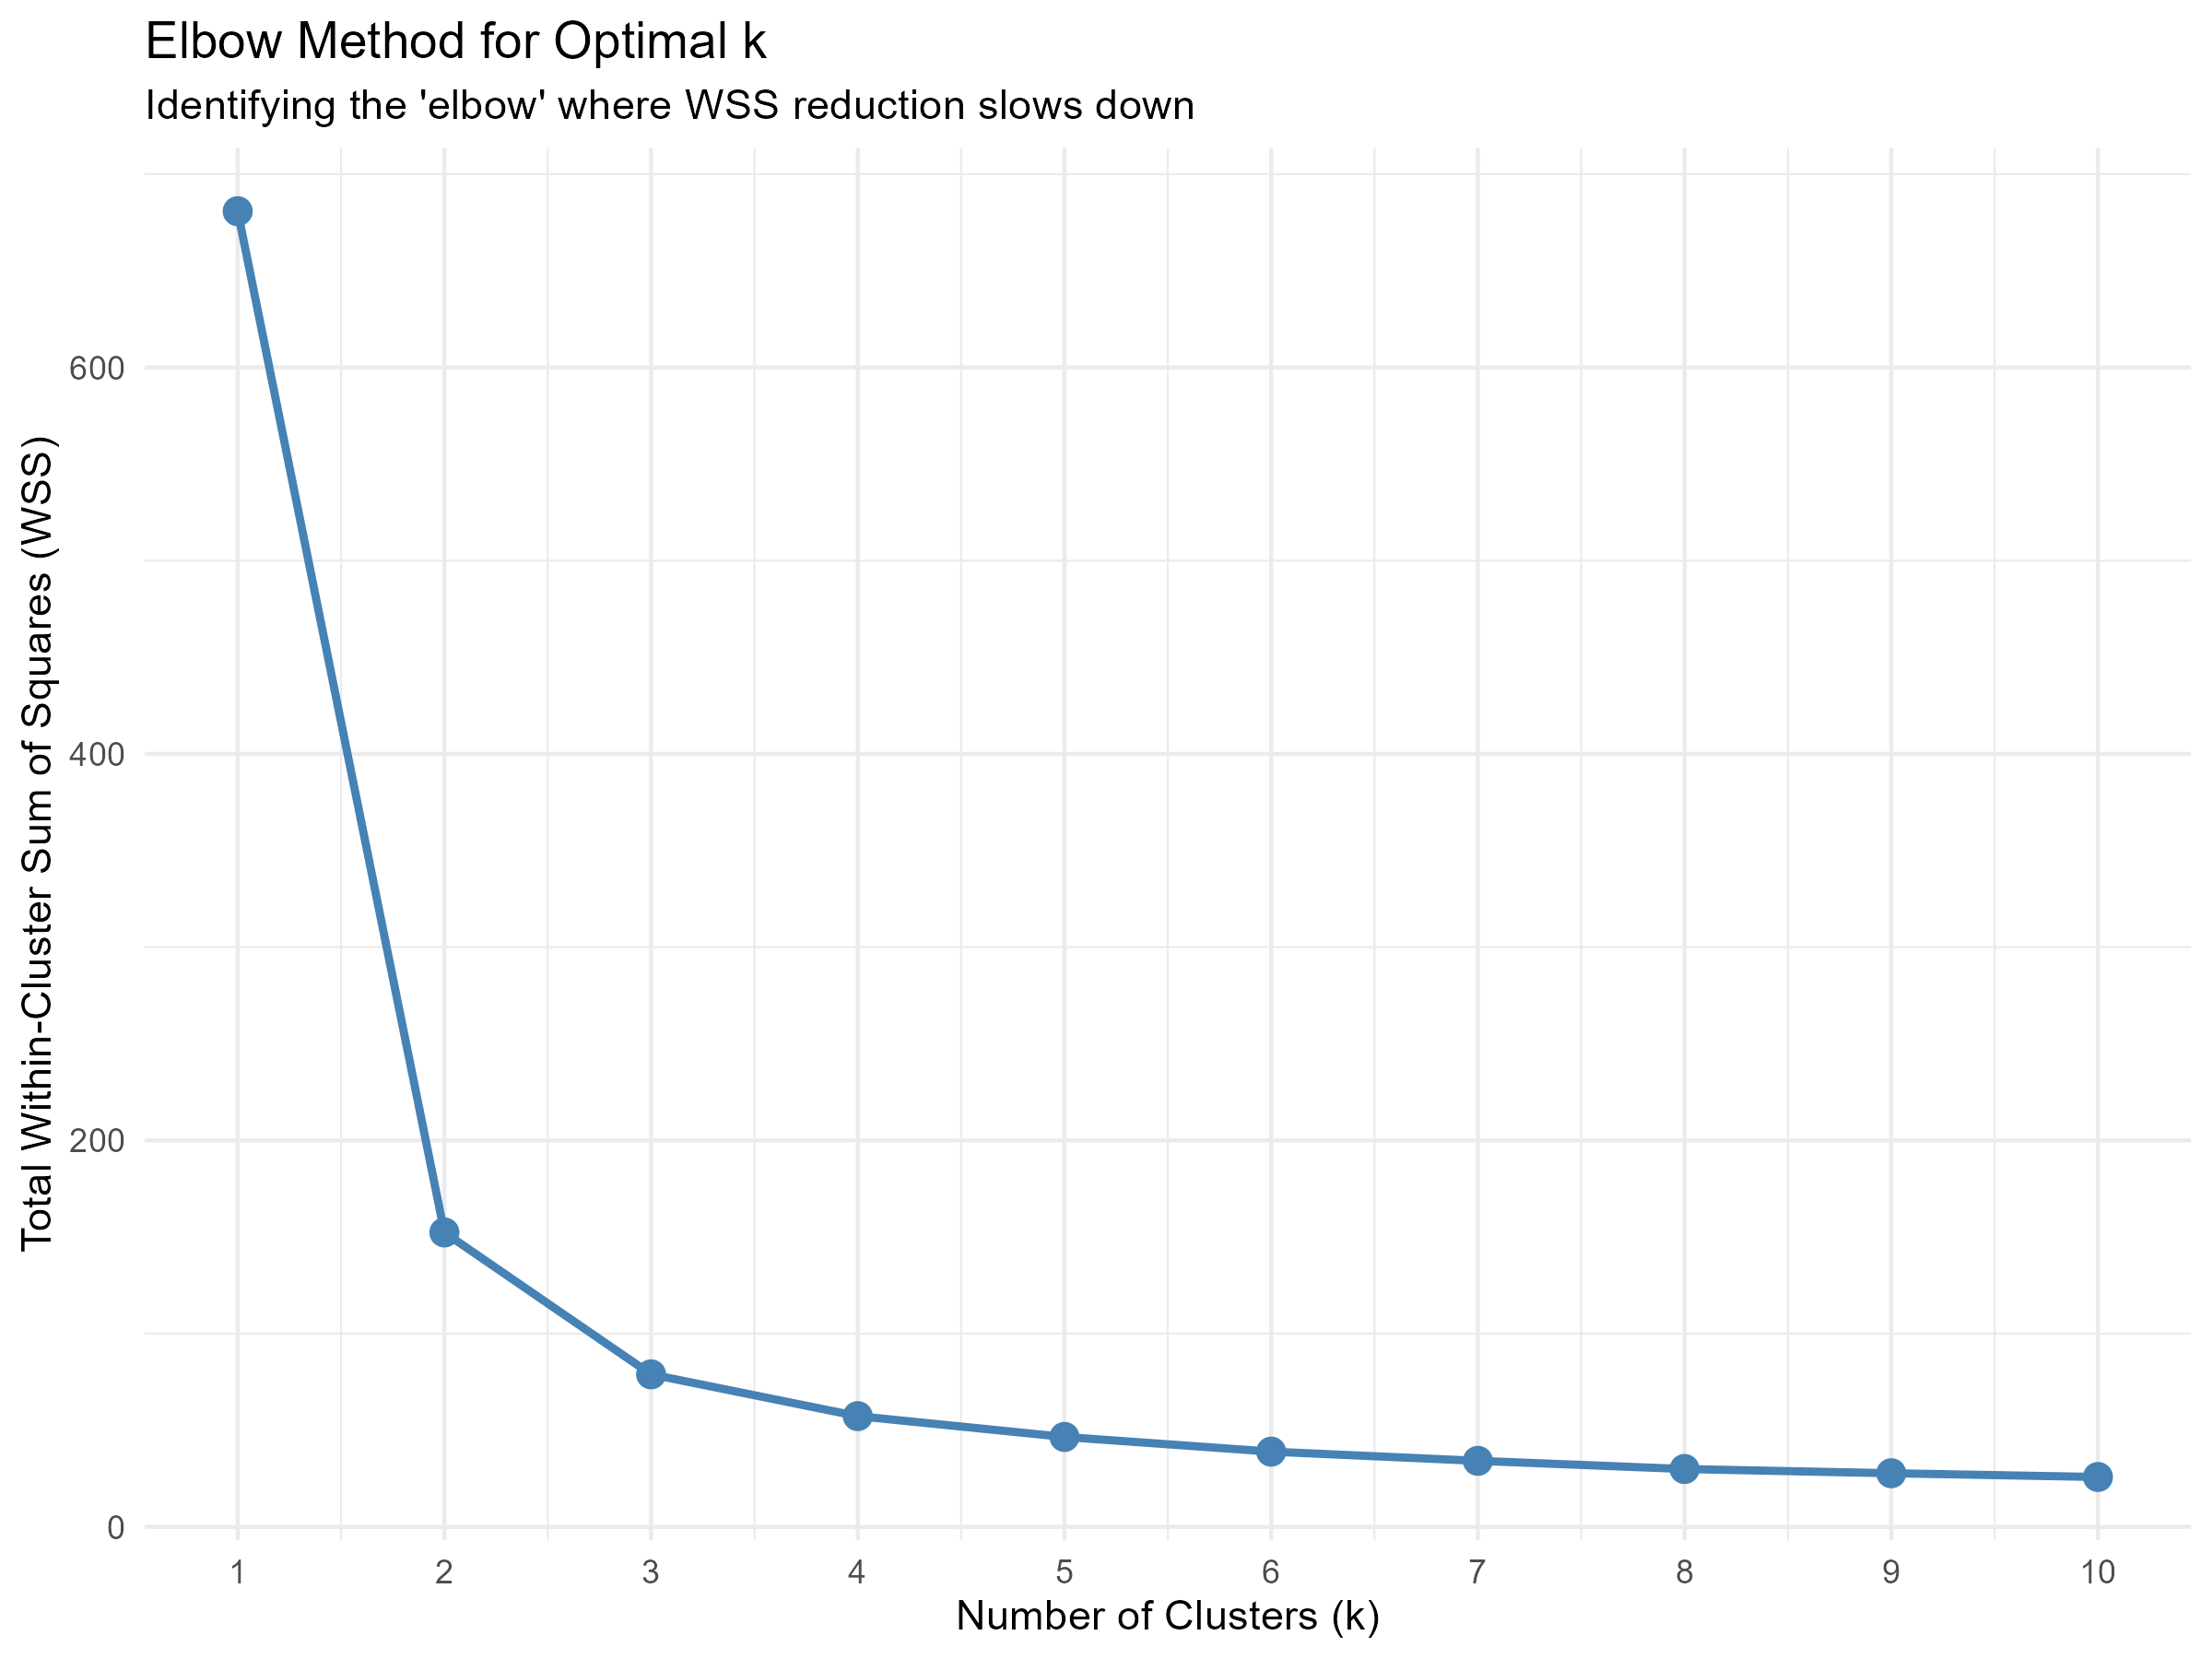 Elbow Method for Optimal k
Identifying the 'elbow' where WSS reduction slows down
Total Within-Cluster Sum of Squares (WSS)
600
400
200
0
1 2 3 4 5 6 7 8 9 10
Number of Clusters (k)